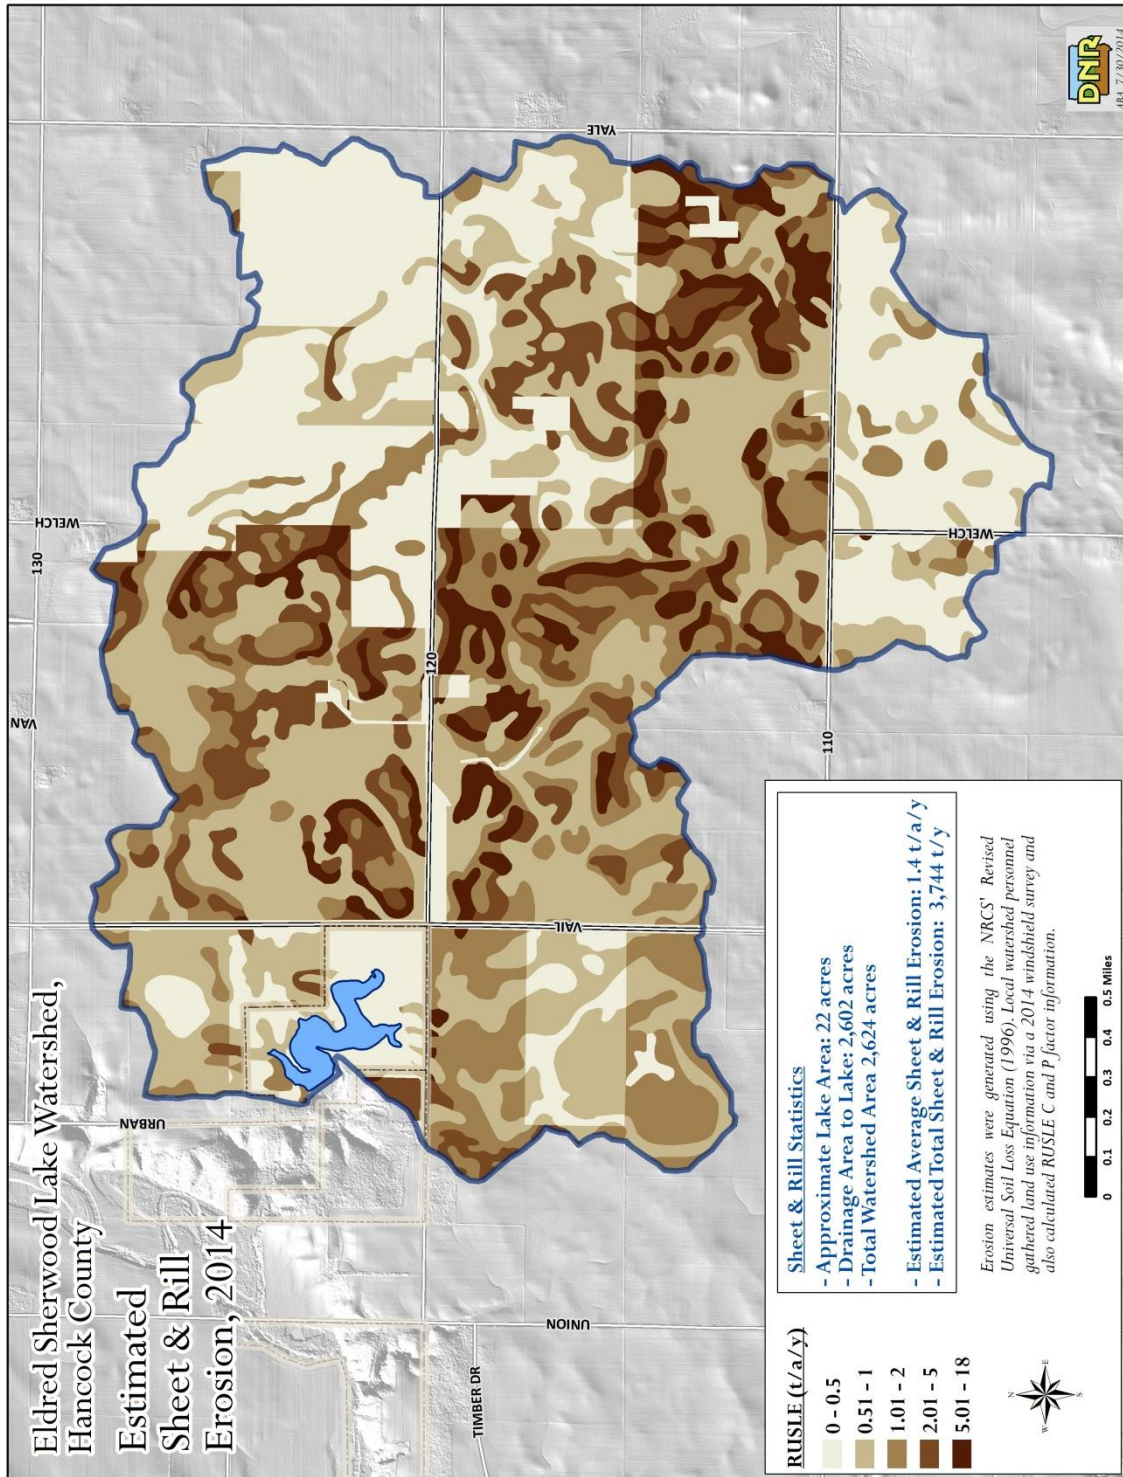 Eldred Sherwood Lake Watershed,
Hancock County
Estimated
Sheet & Rill
Erosion, 2014
VAN
130
WELCH
URBAN
YALE
120
VAIL
UNION
TIMBER DR
110
WELCH
RUSLE (t/a/y)
0 - 0.5
0.51 - 1
1.01 - 2
2.01 - 5
5.01 - 18
N
W
E
S
Sheet & Rill Statistics
- Approximate Lake Area: 22 acres
- Drainage Area to Lake: 2,602 acres
- Total Watershed Area 2,624 acres
- Estimated Average Sheet & Rill Erosion: 1.4 t/a/y
- Estimated Total Sheet & Rill Erosion: 3,744 t/y
Erosion estimates were generated using the NRCS' Revised
Universal Soil Loss Equation (1996). Local watershed personnel
gathered land use information via a 2014 windshield survey and
also calculated RUSLE C and P factor information.
0 0.1 0.2 0.3 0.4 0.5 Miles
DNR
ABA 7/30/2014